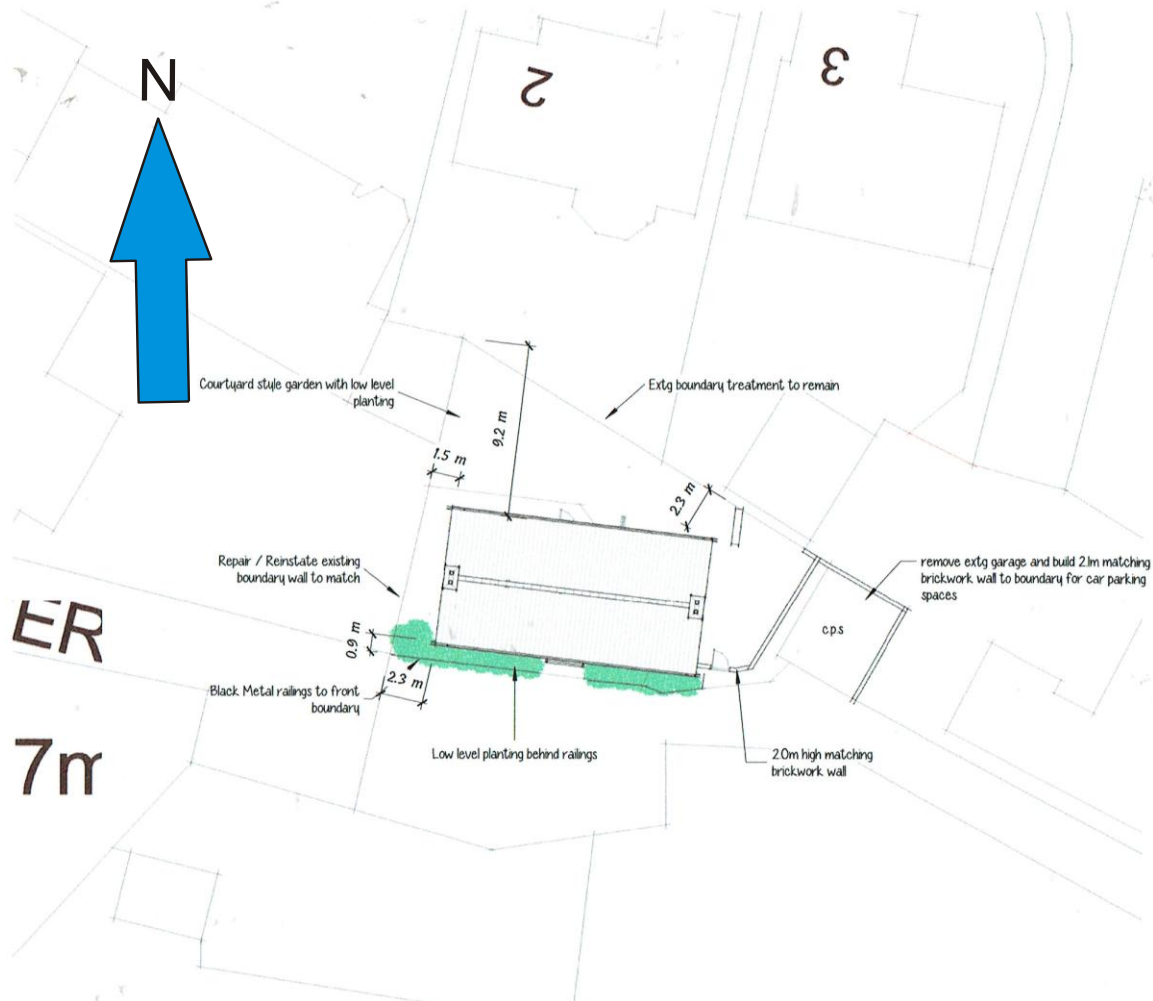 2
3
N
Courtyard style garden with low level
planting
Extg boundary treatment to remain
9.2 m
1.5 m
2.3 m
Repair / Reinstate existing
boundary wall to match
remove extg garage and build 2.1m matching
brickwork wall to boundary for car parking
spaces
c.p.s
ER
0.9 m
2.3 m
Black Metal railings to front
boundary
Low level planting behind railings
2.0m high matching
brickwork wall
7m